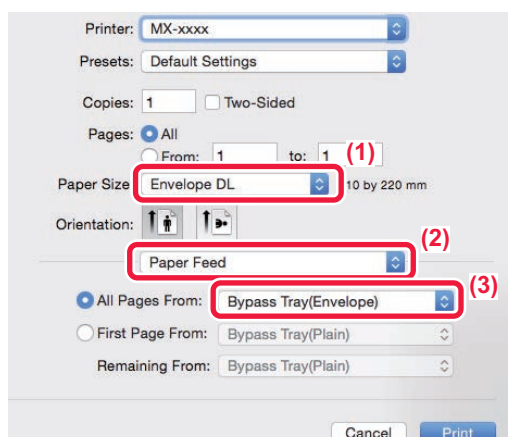 Printer: MX-xxxx
Presets: Default Settings
Copies: 1 Two-Sided
Pages: All
From: 1 to: 1 (1)
Paper Size Envelope DL 10 by 220 mm
Orientation:
(2)
Paper Feed
(3)
All Pages From: Bypass Tray(Envelope)
First Page From: Bypass Tray(Plain)
Remaining From: Bypass Tray(Plain)
Cancel Print